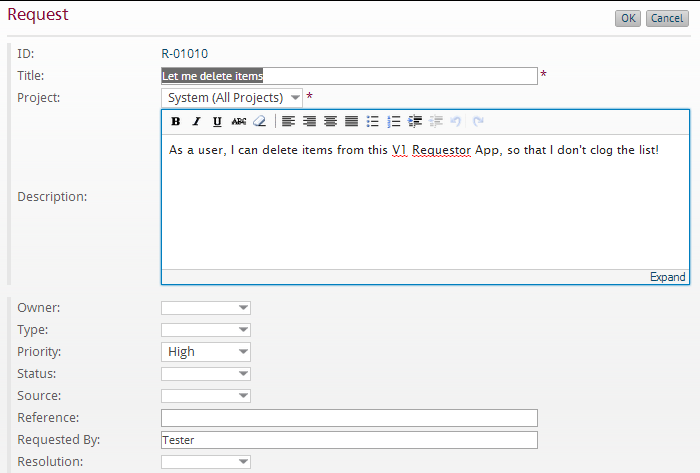 Request
OK Cancel
ID: R-01010
Title: Let me delete items *
Project: System (All Projects) *
B I U ABC
As a user, I can delete items from this V1 Requestor App, so that I don't clog the list!
Description:
Expand
Owner:
Type:
Priority: High
Status:
Source:
Reference:
Requested By: Tester
Resolution: